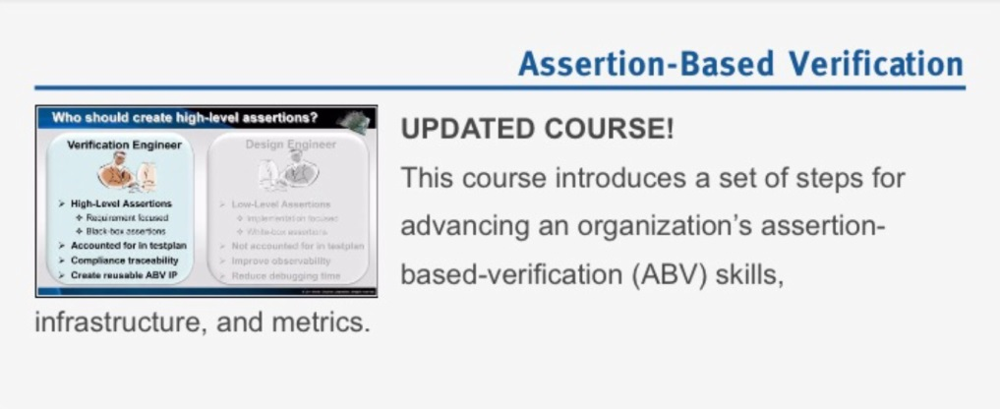 Assertion-Based Verification
Who should create high-level assertions?
Verification Engineer
➢ High-Level Assertions
❖ Requirement focused
❖ Black-box assertions
➢ Accounted for in testplan
➢ Compliance traceability
➢ Create reusable ABV IP
Design Engineer
➢ Low-Level Assertions
❖ Implementation focused
❖ White-box assertions
➢ Not accounted for in testplan
➢ Improve observability
➢ Reduce debugging time
UPDATED COURSE!
This course introduces a set of steps for
advancing an organization’s assertion-
based-verification (ABV) skills,
infrastructure, and metrics.